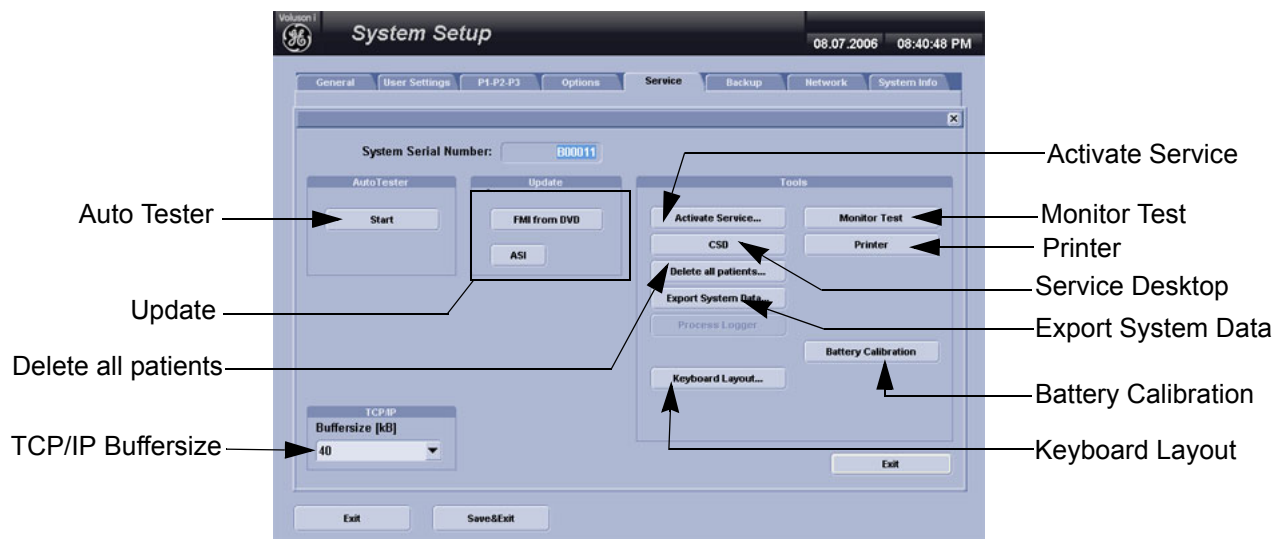 Voluson i
System Setup
08.07.2006 08:40:48 PM
General User Settings P1-P2-P3 Options Service Backup Network System Info
System Serial Number: B00011
AutoTester
Start
Update
FMI from DVD
ASI
Tools
Activate Service...
CSD
Delete all patients...
Export System Data...
Process Logger
Keyboard Layout...
Monitor Test
Printer
Battery Calibration
Exit
TCP/IP
Buffersize [kB]
40
Exit
Save&Exit
Auto Tester
Update
Delete all patients
TCP/IP Buffersize
Activate Service
Monitor Test
Printer
Service Desktop
Export System Data
Battery Calibration
Keyboard Layout